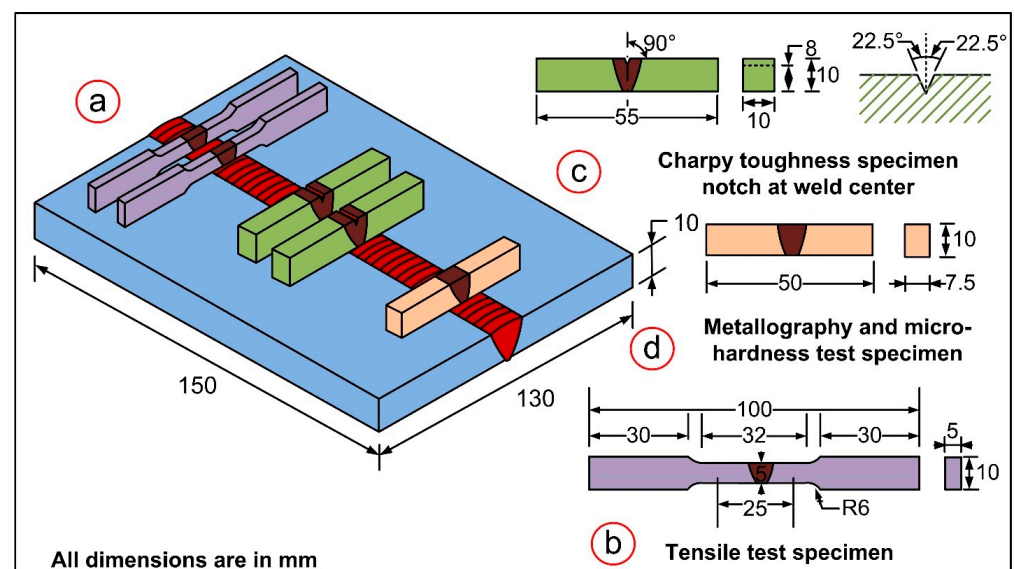 a
150
130
10
All dimensions are in mm
90°
8
10
55
10
22.5°
22.5°
c
Charpy toughness specimen
notch at weld center
50
10
7.5
d
Metallography and micro-
hardness test specimen
100
30
32
30
5
5
10
25
R6
b
Tensile test specimen